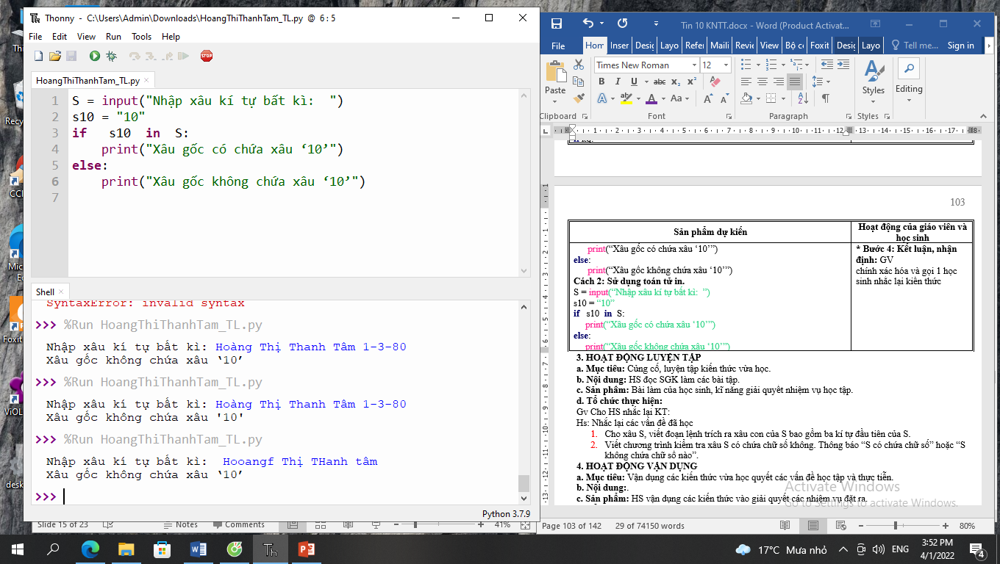 Thonny - C:\Users\Admin\Downloads\HoangThiThanhTam_TL.py @ 6:5
File Edit View Run Tools Help
STOP
HoangThiThanhTam_TL.py ×
1 S = input("Nhập xâu kí tự bất kì:  ")
2 s10 = "10"
3 if   s10  in  S:
4     print("Xâu gốc có chứa xâu ‘10’")
5 else:
6     print("Xâu gốc không chứa xâu ‘10’")
7
Shell ×
SyntaxError: invalid syntax
>>> %Run HoangThiThanhTam_TL.py
Nhập xâu kí tự bất kì: Hoàng Thị Thanh Tâm 1-3-80
Xâu gốc không chứa xâu ‘10’
>>> %Run HoangThiThanhTam_TL.py
Nhập xâu kí tự bất kì: Hoàng Thị Thanh Tâm 1-3-80
Xâu gốc không chứa xâu '10'
>>> %Run HoangThiThanhTam_TL.py
Nhập xâu kí tự bất kì:  Hooangf Thị THanh tâm
Xâu gốc không chứa xâu ‘10’
>>>
Python 3.7.9
Slide 15 of 23 Notes Comments 41%
Tin 10 KNTT.docx - Word (Product Activat...
File Hom Inser Desig Layo Refer Maili Revie View Bộ cô Foxit Desig Layo Tell me... Sign in
Times New Roman 12
Paste B I U abc x₂ x² Styles Editing
A ab A Aa A A
Clipboard Font Paragraph Styles
103
Sản phẩm dự kiến
Hoạt động của giáo viên và
học sinh
print(“Xâu gốc có chứa xâu ‘10’”)
else:
print(“Xâu gốc không chứa xâu ‘10’”)
Cách 2: Sử dụng toán tử in.
S = input(“Nhập xâu kí tự bất kì:  ”)
s10 = “10”
if   s10  in  S:
print(“Xâu gốc có chứa xâu ‘10’”)
else:
print(“Xâu gốc không chứa xâu ‘10’”)
* Bước 4: Kết luận, nhận
định: GV
chính xác hóa và gọi 1 học
sinh nhắc lại kiến thức
3. HOẠT ĐỘNG LUYỆN TẬP
a. Mục tiêu: Củng cố, luyện tập kiến thức vừa học.
b. Nội dung: HS đọc SGK làm các bài tập.
c. Sản phẩm: Bài làm của học sinh, kĩ năng giải quyết nhiệm vụ học tập.
d. Tổ chức thực hiện:
Gv Cho HS nhắc lại KT:
Hs: Nhắc lại các vấn đề đã học
1. Cho xâu S, viết đoạn lệnh trích ra xâu con của S bao gồm ba kí tự đầu tiên của S.
2. Viết chương trình kiểm tra xâu S có chứa chữ số không. Thông báo “S có chứa chữ số” hoặc “S
không chứa chữ số nào”.
4. HOẠT ĐỘNG VẬN DỤNG
a. Mục tiêu: Vận dụng các kiến thức vừa học quyết các vấn đề học tập và thực tiễn.
b. Nội dung:.
c. Sản phẩm: HS vận dụng các kiến thức vào giải quyết các nhiệm vụ đặt ra.
Activate Windows
Go to Settings to activate Windows.
Page 103 of 142 29 of 74150 words 80%
17°C Mưa nhỏ ENG
3:52 PM
4/1/2022
4